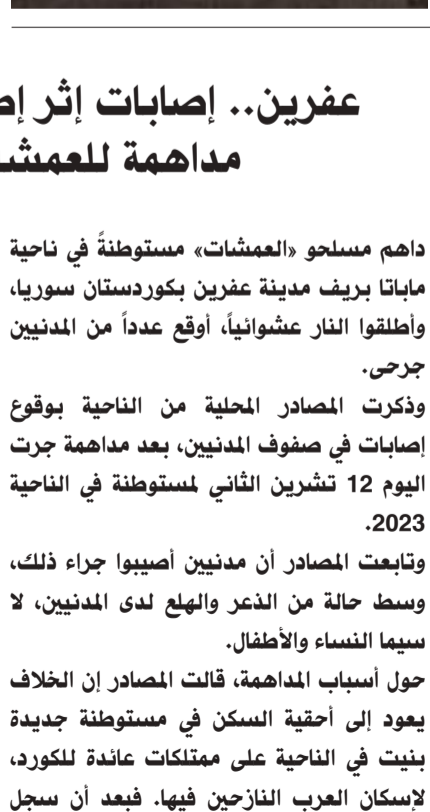 عفرين.. إصابات إثر
مداهمة
داهم مسلحو «العمشات» مستوطنةً في ناحية
ماباتا بريف مدينة عفرين بكوردستان سوريا،
وأطلقوا النار عشوائياً، أوقع عدداً من المدنيين
جرحى.
وذكرت المصادر المحلية من الناحية بوقوع
إصابات في صفوف المدنيين، بعد مداهمة جرت
اليوم 12 تشرين الثاني لمستوطنة في الناحية
2023.
وتابعت المصادر أن مدنيين أصيبوا جراء ذلك،
وسط حالة من الذعر والهلع لدى المدنيين، لا
سيما النساء والأطفال.
حول أسباب المداهمة، قالت المصادر إن الخلاف
يعود إلى أحقية السكن في مستوطنة جديدة
بنيت في الناحية على ممتلكات عائدة للكورد،
لإسكان العرب النازحين فيها. فبعد أن سجل